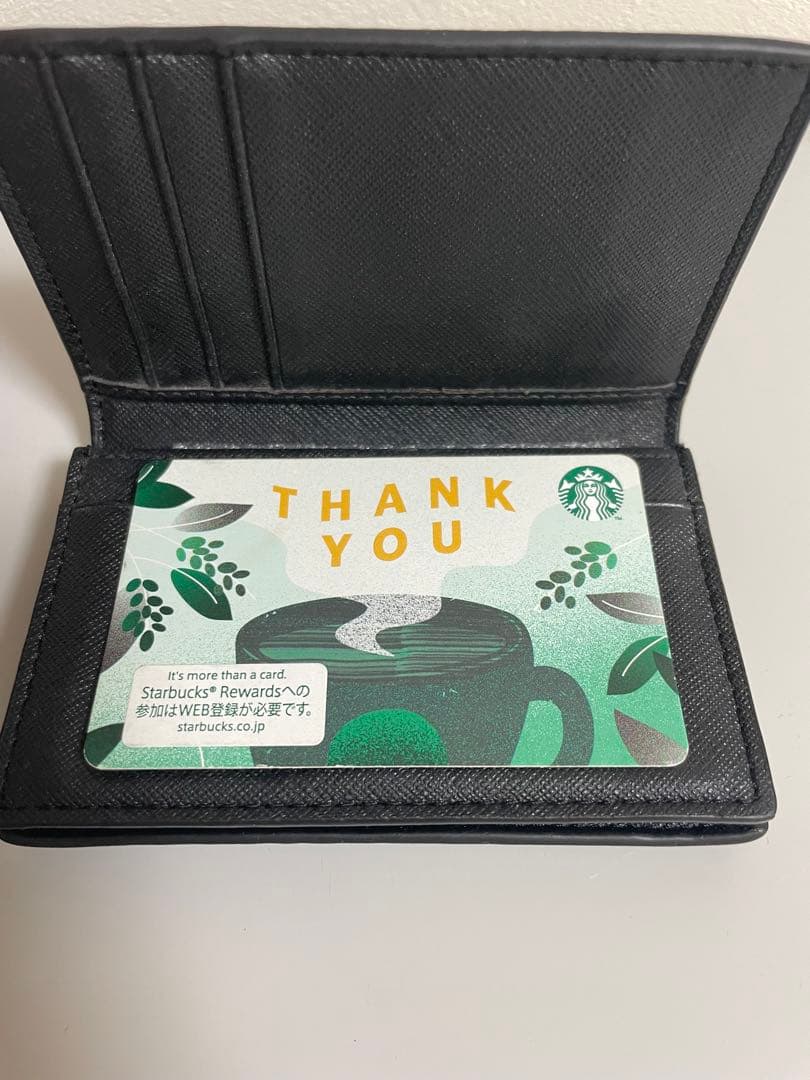 THANK
YOU
It's more than a card.
Starbucks® Rewardsへの
参加はWEB登録が必要です。
starbucks.co.jp
TM